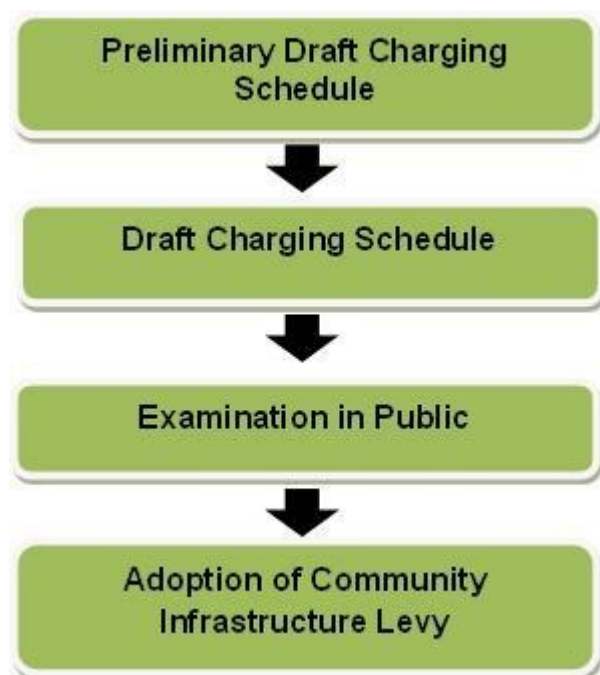 Preliminary Draft Charging
Schedule
Draft Charging Schedule
Examination in Public
Adoption of Community
Infrastructure Levy